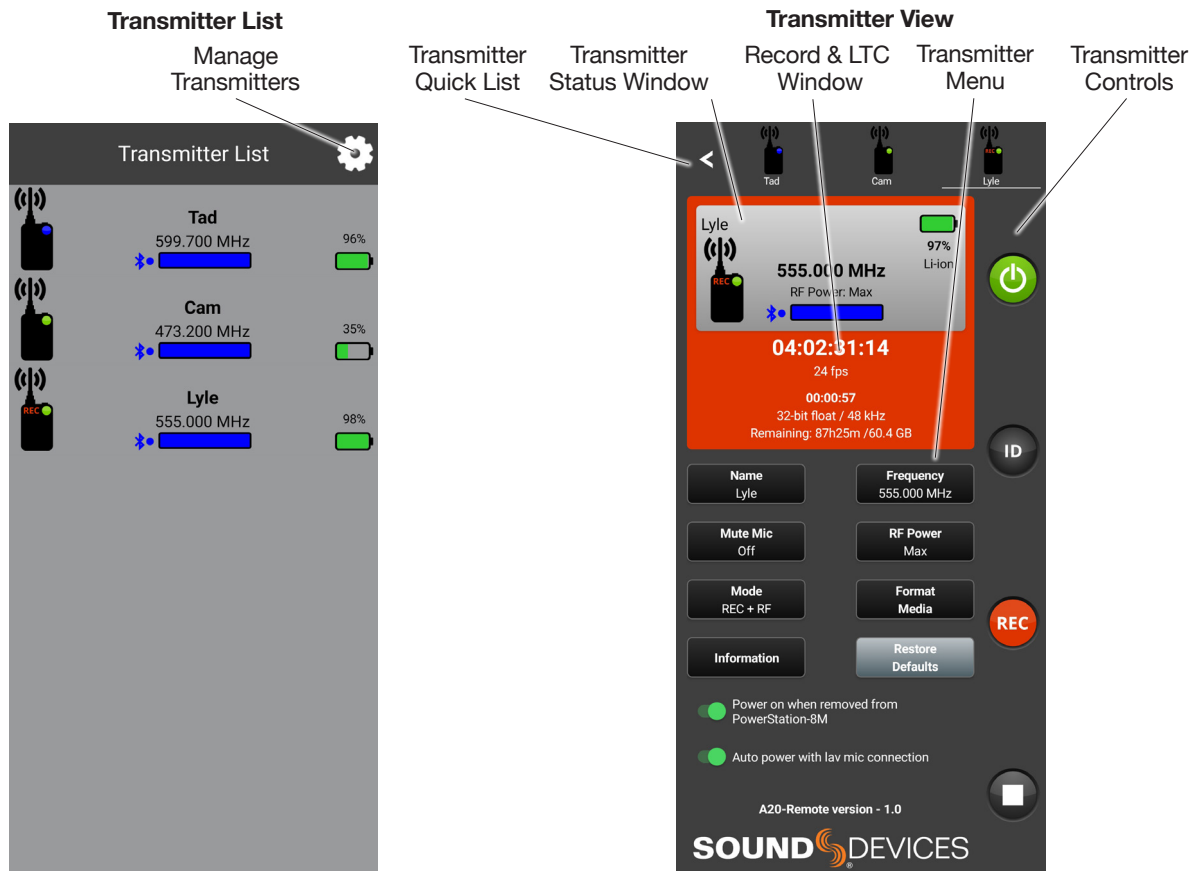 Transmitter List
Transmitter View
Manage
Transmitters
Transmitter
Quick List
Transmitter
Status Window
Record & LTC
Window
Transmitter
Menu
Transmitter
Controls
Transmitter List
Tad
599.700 MHz
96%
Cam
473.200 MHz
35%
REC
Lyle
555.000 MHz
98%
<
Tad
Cam
REC
Lyle
Lyle
97%
Li-ion
REC
555.000 MHz
RF Power: Max
04:02:31:14
24 fps
00:00:57
32-bit float / 48 kHz
Remaining: 87h25m /60.4 GB
ID
Name
Lyle
Frequency
555.000 MHz
Mute Mic
Off
RF Power
Max
Mode
REC + RF
Format
Media
REC
Information
Restore
Defaults
Power on when removed from
PowerStation-8M
Auto power with lav mic connection
A20-Remote version - 1.0
SOUND DEVICES
®